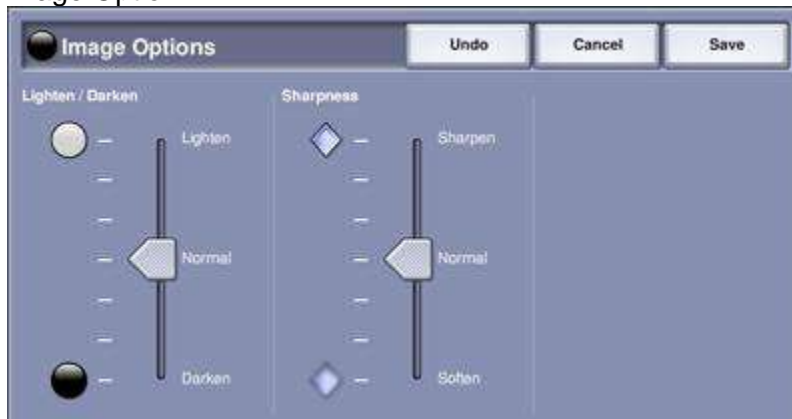 Image Options
Undo
Cancel
Save
Lighten / Darken
Sharpness
Lighten
Normal
Darken
Sharpen
Normal
Soften